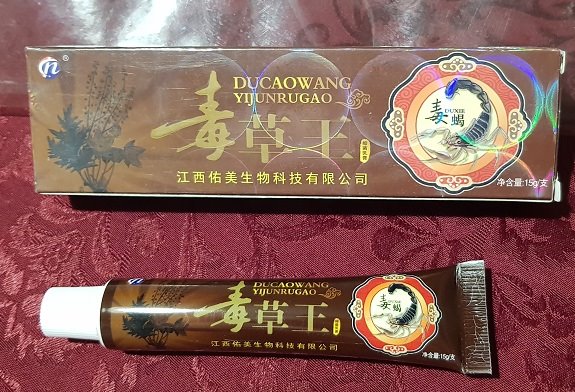 ®
DUCAOWANG
YIJUNRUGAO
毒草王
江西佑美生物科技有限公司
毒蝎
DUXIE
净含量:15g/支
DUCAOWANG
YIJUNRUGAO
毒草王
江西佑美生物科技有限公司
毒蝎
DUXIE
净含量:15g/支